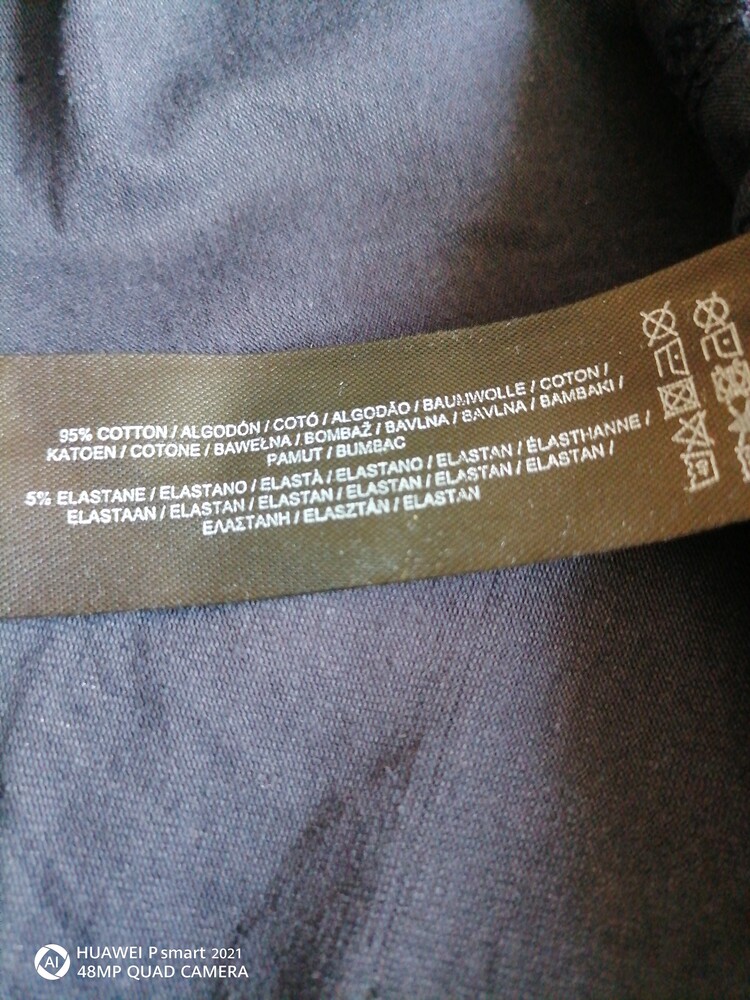 95% COTTON / ALGODÓN / COTÓ / ALGODÃO / BAUMWOLLE / COTON /
KATOEN / COTONE / BAWEŁNA / BOMBAŽ / BAVLNA / BAVLNA / BAMBAKI /
PAMUT / BUMBAC
5% ELASTANE / ELASTANO / ELASTÀ / ELASTANO / ELASTAN / ÉLASTHANNE /
ELASTAAN / ELASTAN / ELASTAN / ELASTAN / ELASTAN / ELASTAN /
ΕΛΑΣΤΑΝΗ / ELASZTÁN / ELASTAN
AI
HUAWEI P smart 2021
48MP QUAD CAMERA